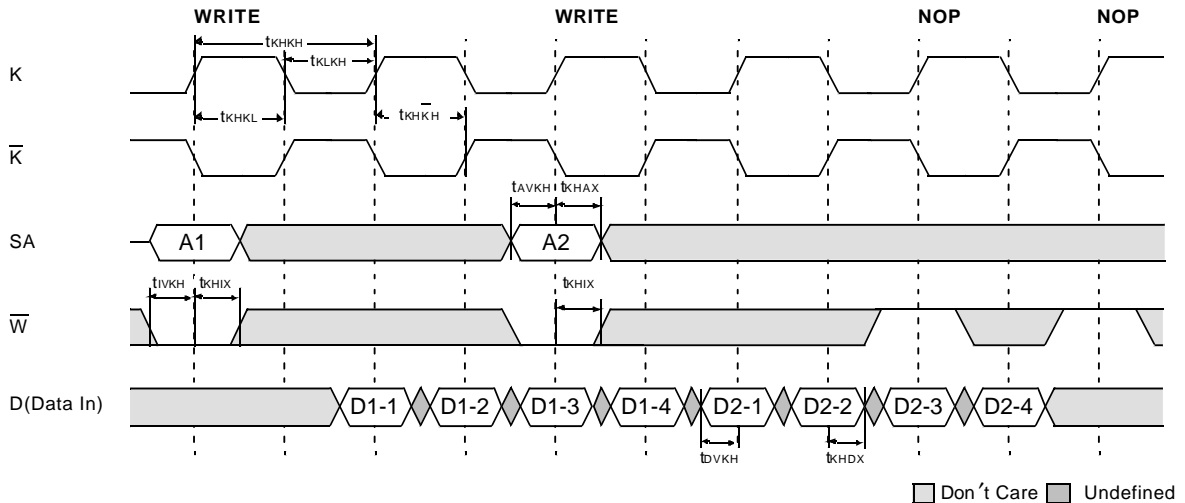 WRITE WRITE NOP NOP
tKHKH
K tKLKH
tKHKL tKHK̅H
K̅
tAVKH tKHAX
SA A1 A2
tIVKH tKHIX tKHIX
W̅
D(Data In) D1-1 D1-2 D1-3 D1-4 D2-1 D2-2 D2-3 D2-4
tDVKH tKHDX
Don′t Care Undefined